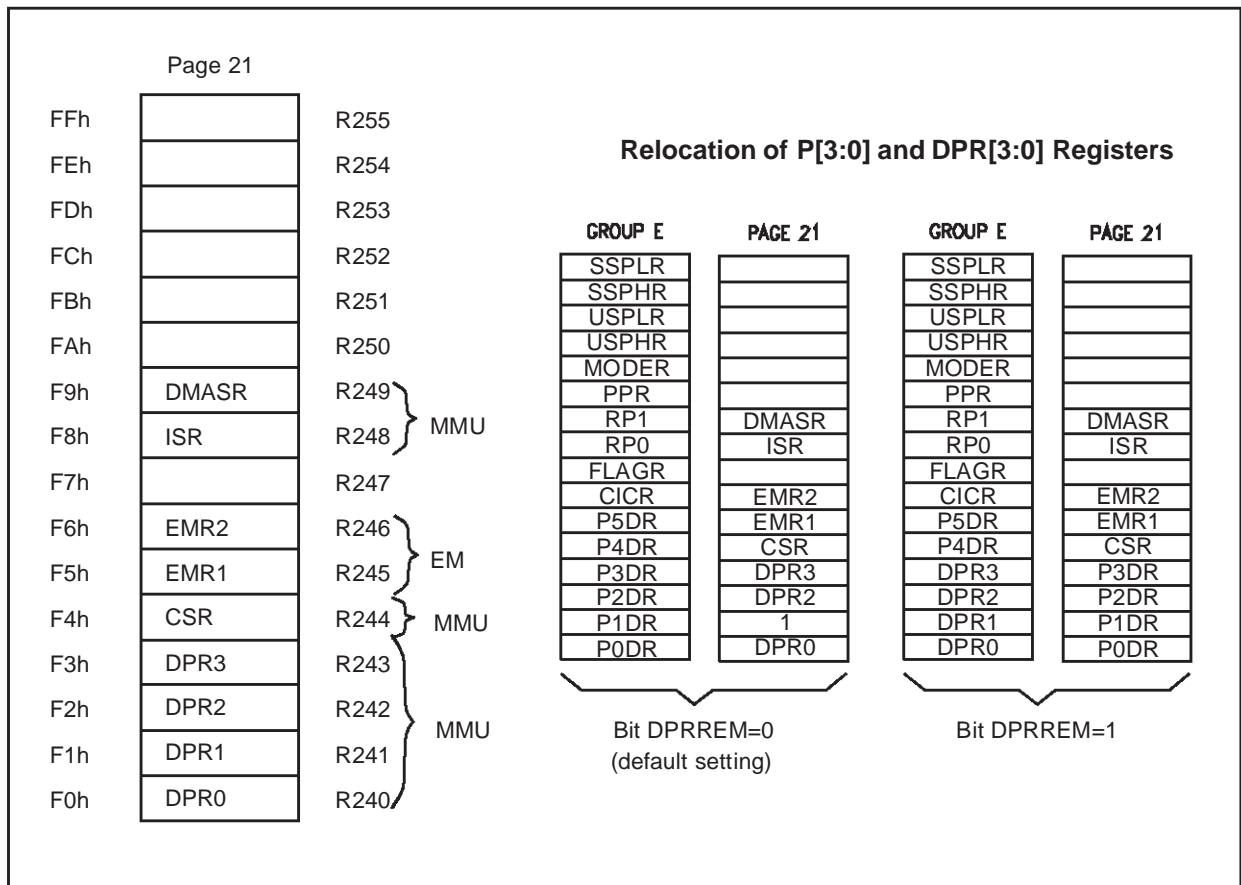 Page 21
FFh R255
FEh R254
FDh R253
FCh R252
FBh R251
FAh R250
F9h DMASR R249
F8h ISR R248
MMU
F7h R247
F6h EMR2 R246
F5h EMR1 R245
EM
F4h CSR R244 MMU
F3h DPR3 R243
F2h DPR2 R242
F1h DPR1 R241
F0h DPR0 R240
MMU
Relocation of P[3:0] and DPR[3:0] Registers
GROUP E PAGE 21 GROUP E PAGE 21
SSPLR SSPLR
SSPHR SSPHR
USPLR USPLR
USPHR USPHR
MODER MODER
PPR PPR
RP1 DMASR RP1 DMASR
RP0 ISR RP0 ISR
FLAGR FLAGR
CICR EMR2 CICR EMR2
P5DR EMR1 P5DR EMR1
P4DR CSR P4DR CSR
P3DR DPR3 DPR3 P3DR
P2DR DPR2 DPR2 P2DR
P1DR 1 DPR1 P1DR
P0DR DPR0 DPR0 P0DR
Bit DPRREM=0 Bit DPRREM=1
(default setting)